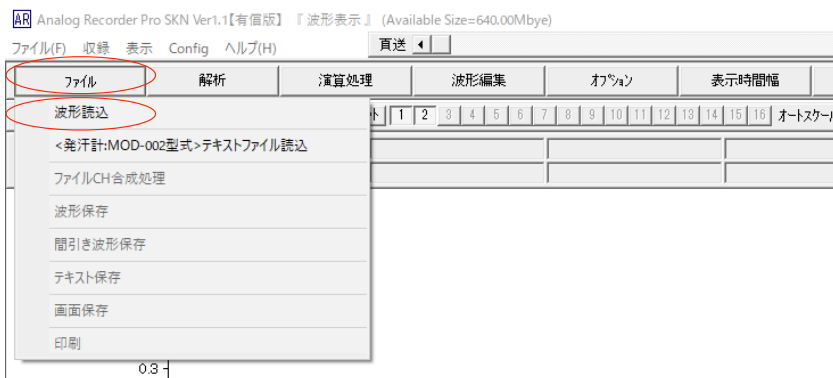 AR Analog Recorder Pro SKN Ver1.1【有償版】 『 波形表示 』 (Available Size=640.00Mbye)
ファイル(F) 収録 表示 Config ヘルプ(H) 頁送
ファイル 解析 演算処理 波形編集 オプション 表示時間幅
波形読込
ト 1 2 3 4 5 6 7 8 9 10 11 12 13 14 15 16 オートスケール
<発汗計:MOD-002型式>テキストファイル読込
ファイルCH合成処理
波形保存
間引き波形保存
テキスト保存
画面保存
印刷
0.3